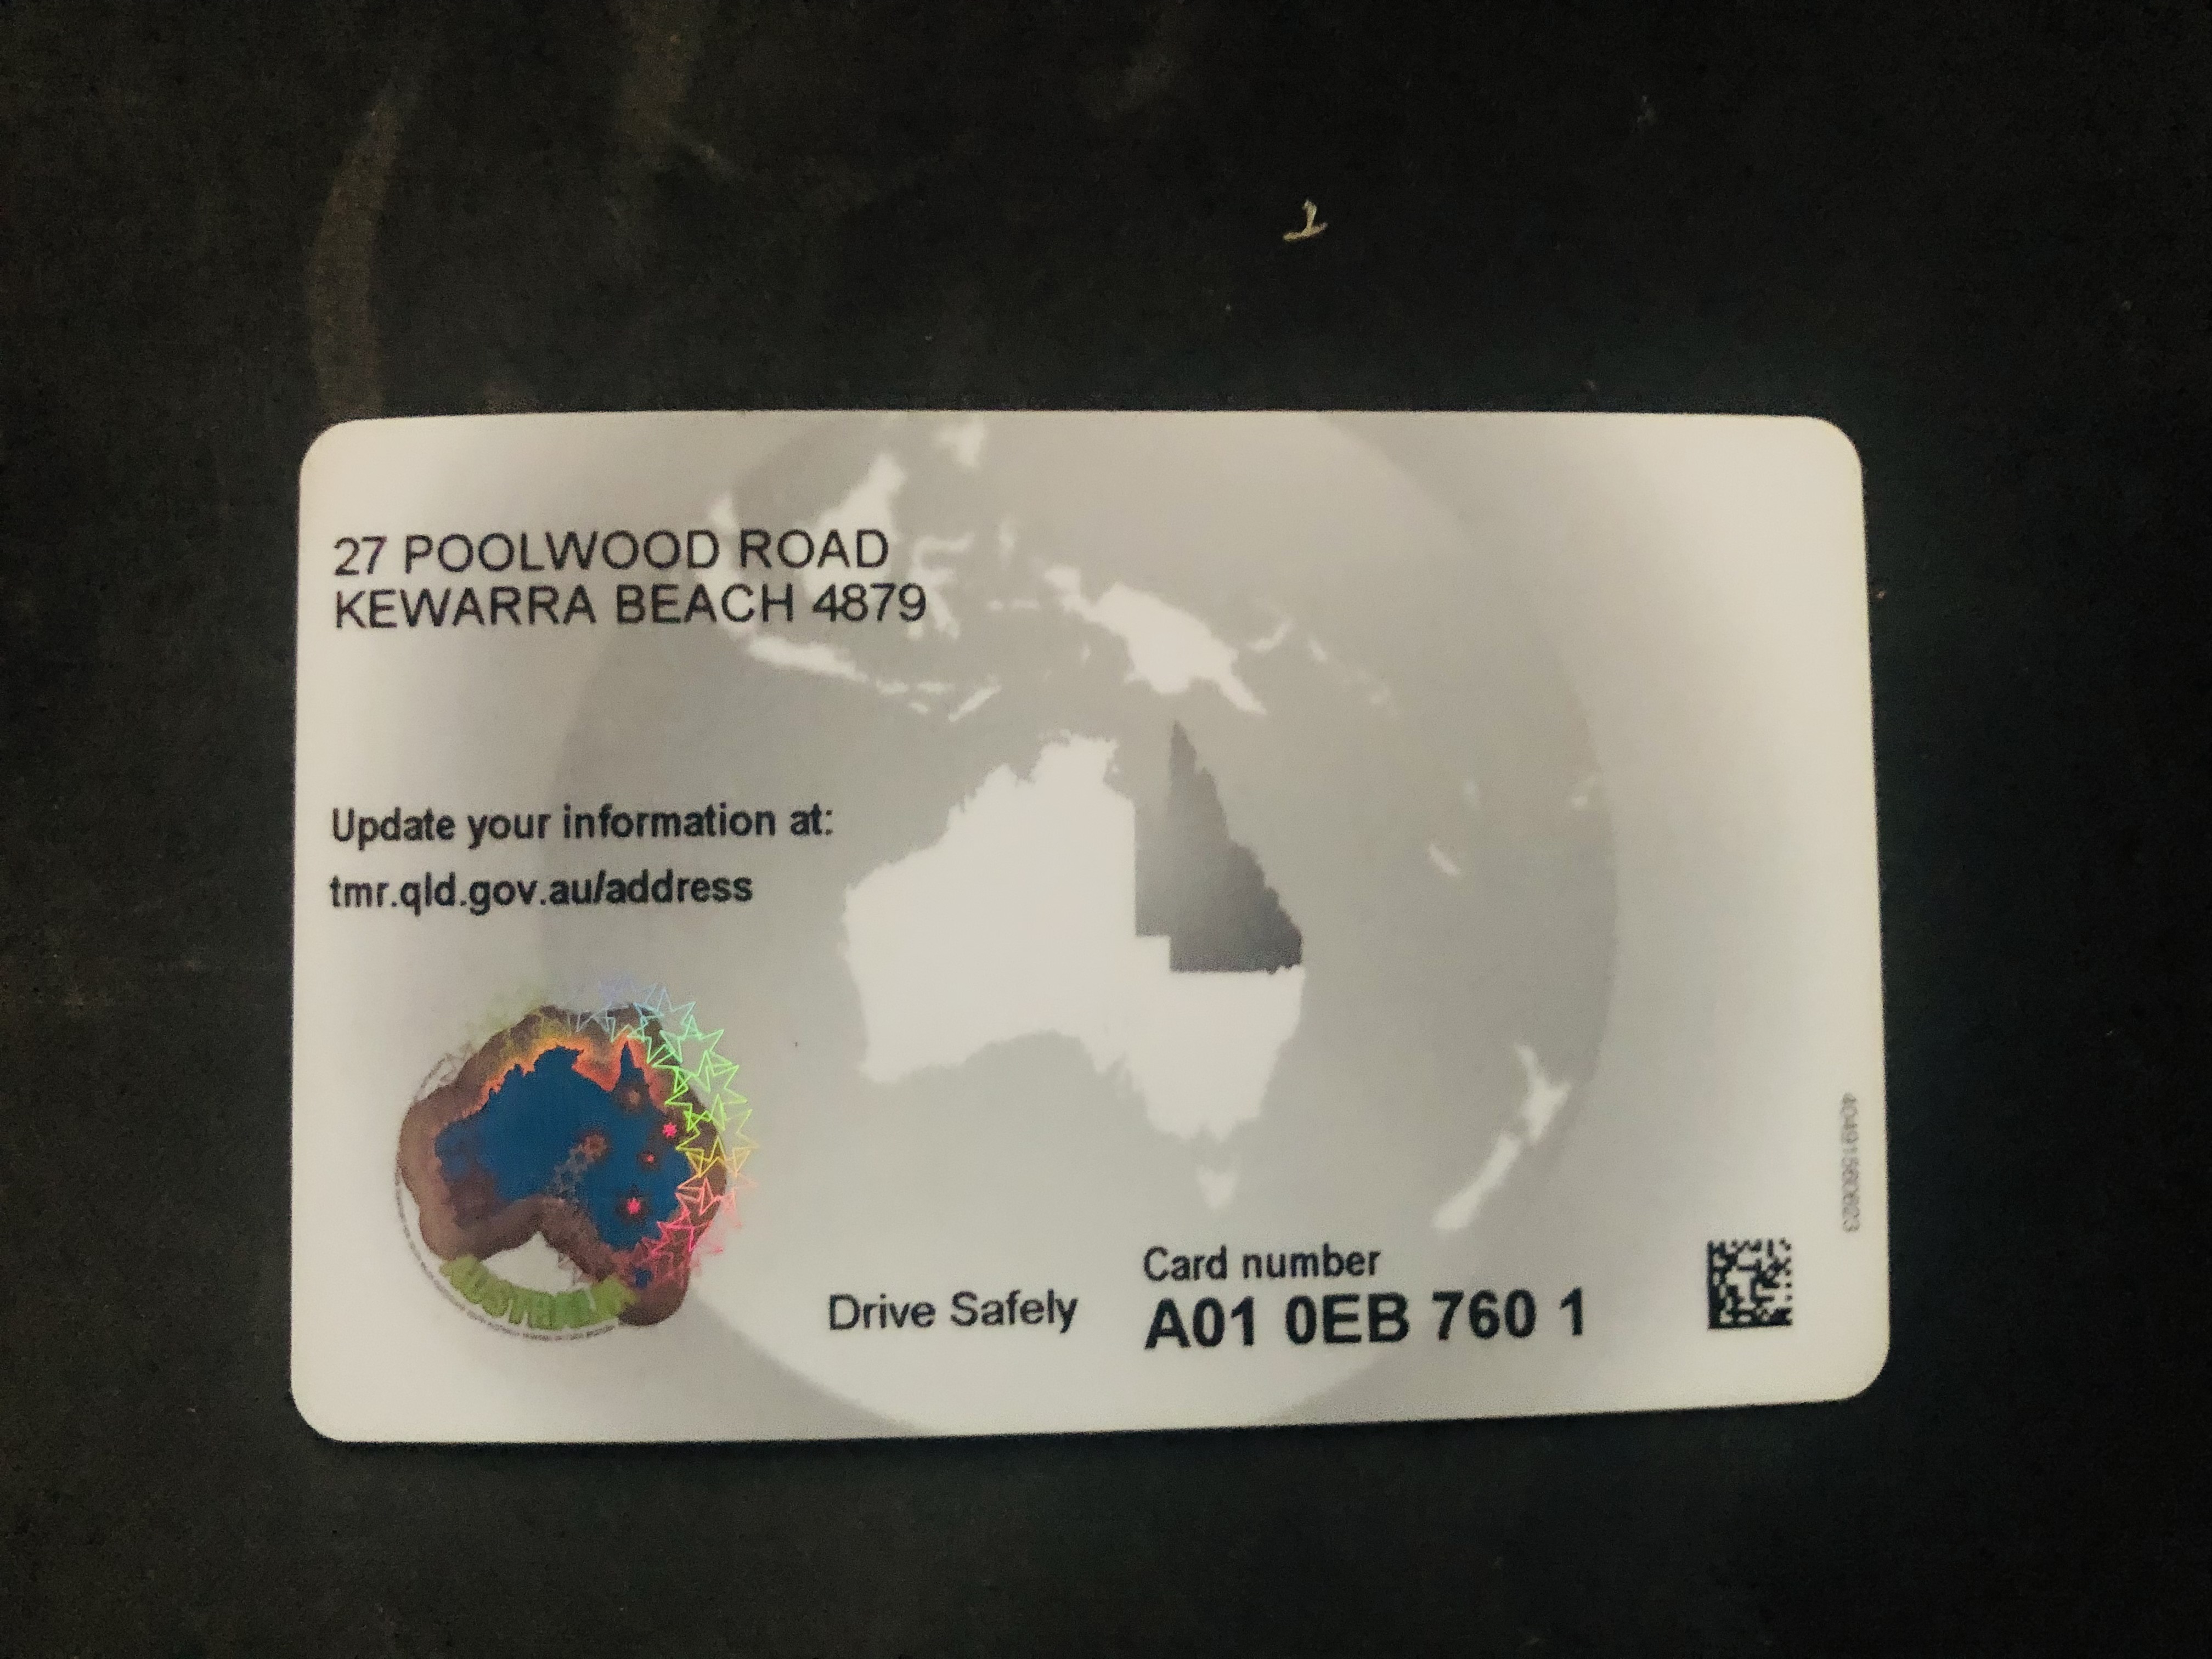 27 POOLWOOD ROAD
KEWARRA BEACH 4879
Update your information at:
tmr.qld.gov.au/address
AUSTRALIA
Drive Safely
Card number
A01 0EB 760 1